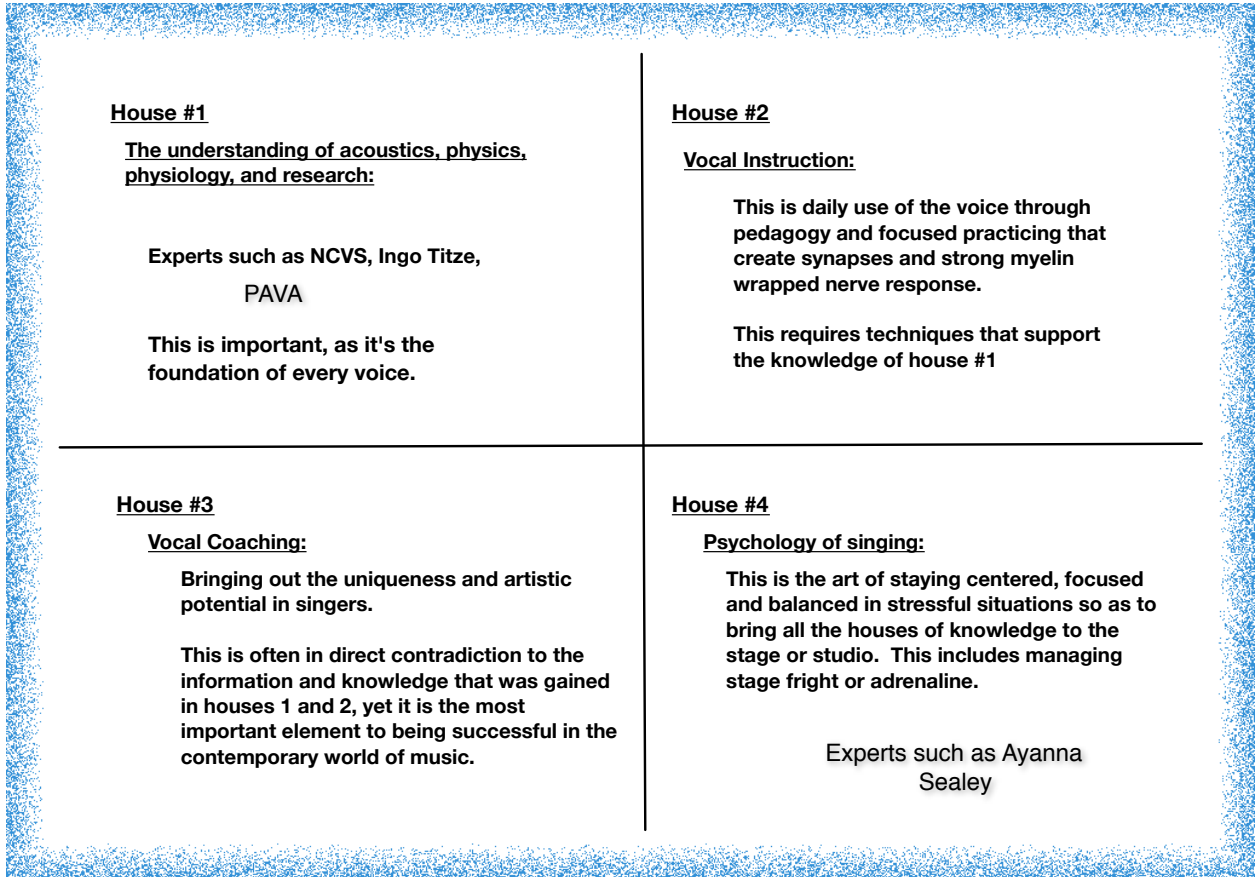 House #1
The understanding of acoustics, physics,
physiology, and research:
Experts such as NCVS, Ingo Titze,
PAVA
This is important, as it's the
foundation of every voice.
House #2
Vocal Instruction:
This is daily use of the voice through
pedagogy and focused practicing that
create synapses and strong myelin
wrapped nerve response.
This requires techniques that support
the knowledge of house #1
House #3
Vocal Coaching:
Bringing out the uniqueness and artistic
potential in singers.
This is often in direct contradiction to the
information and knowledge that was gained
in houses 1 and 2, yet it is the most
important element to being successful in the
contemporary world of music.
House #4
Psychology of singing:
This is the art of staying centered, focused
and balanced in stressful situations so as to
bring all the houses of knowledge to the
stage or studio.  This includes managing
stage fright or adrenaline.
Experts such as Ayanna
Sealey